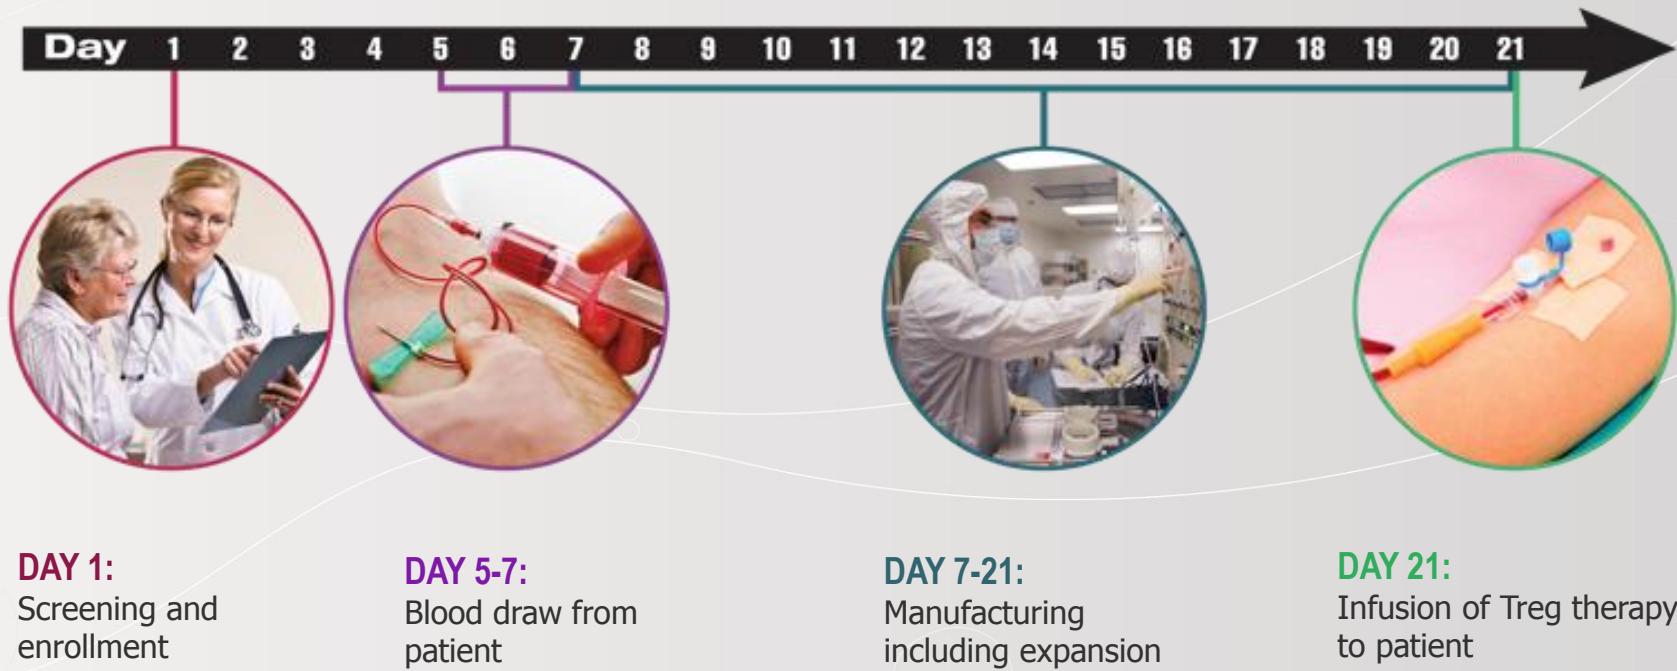 Day 1 2 3 4 5 6 7 8 9 10 11 12 13 14 15 16 17 18 19 20 21
DAY 1:
Screening and
enrollment
DAY 5-7:
Blood draw from
patient
DAY 7-21:
Manufacturing
including expansion
DAY 21:
Infusion of Treg therapy
to patient